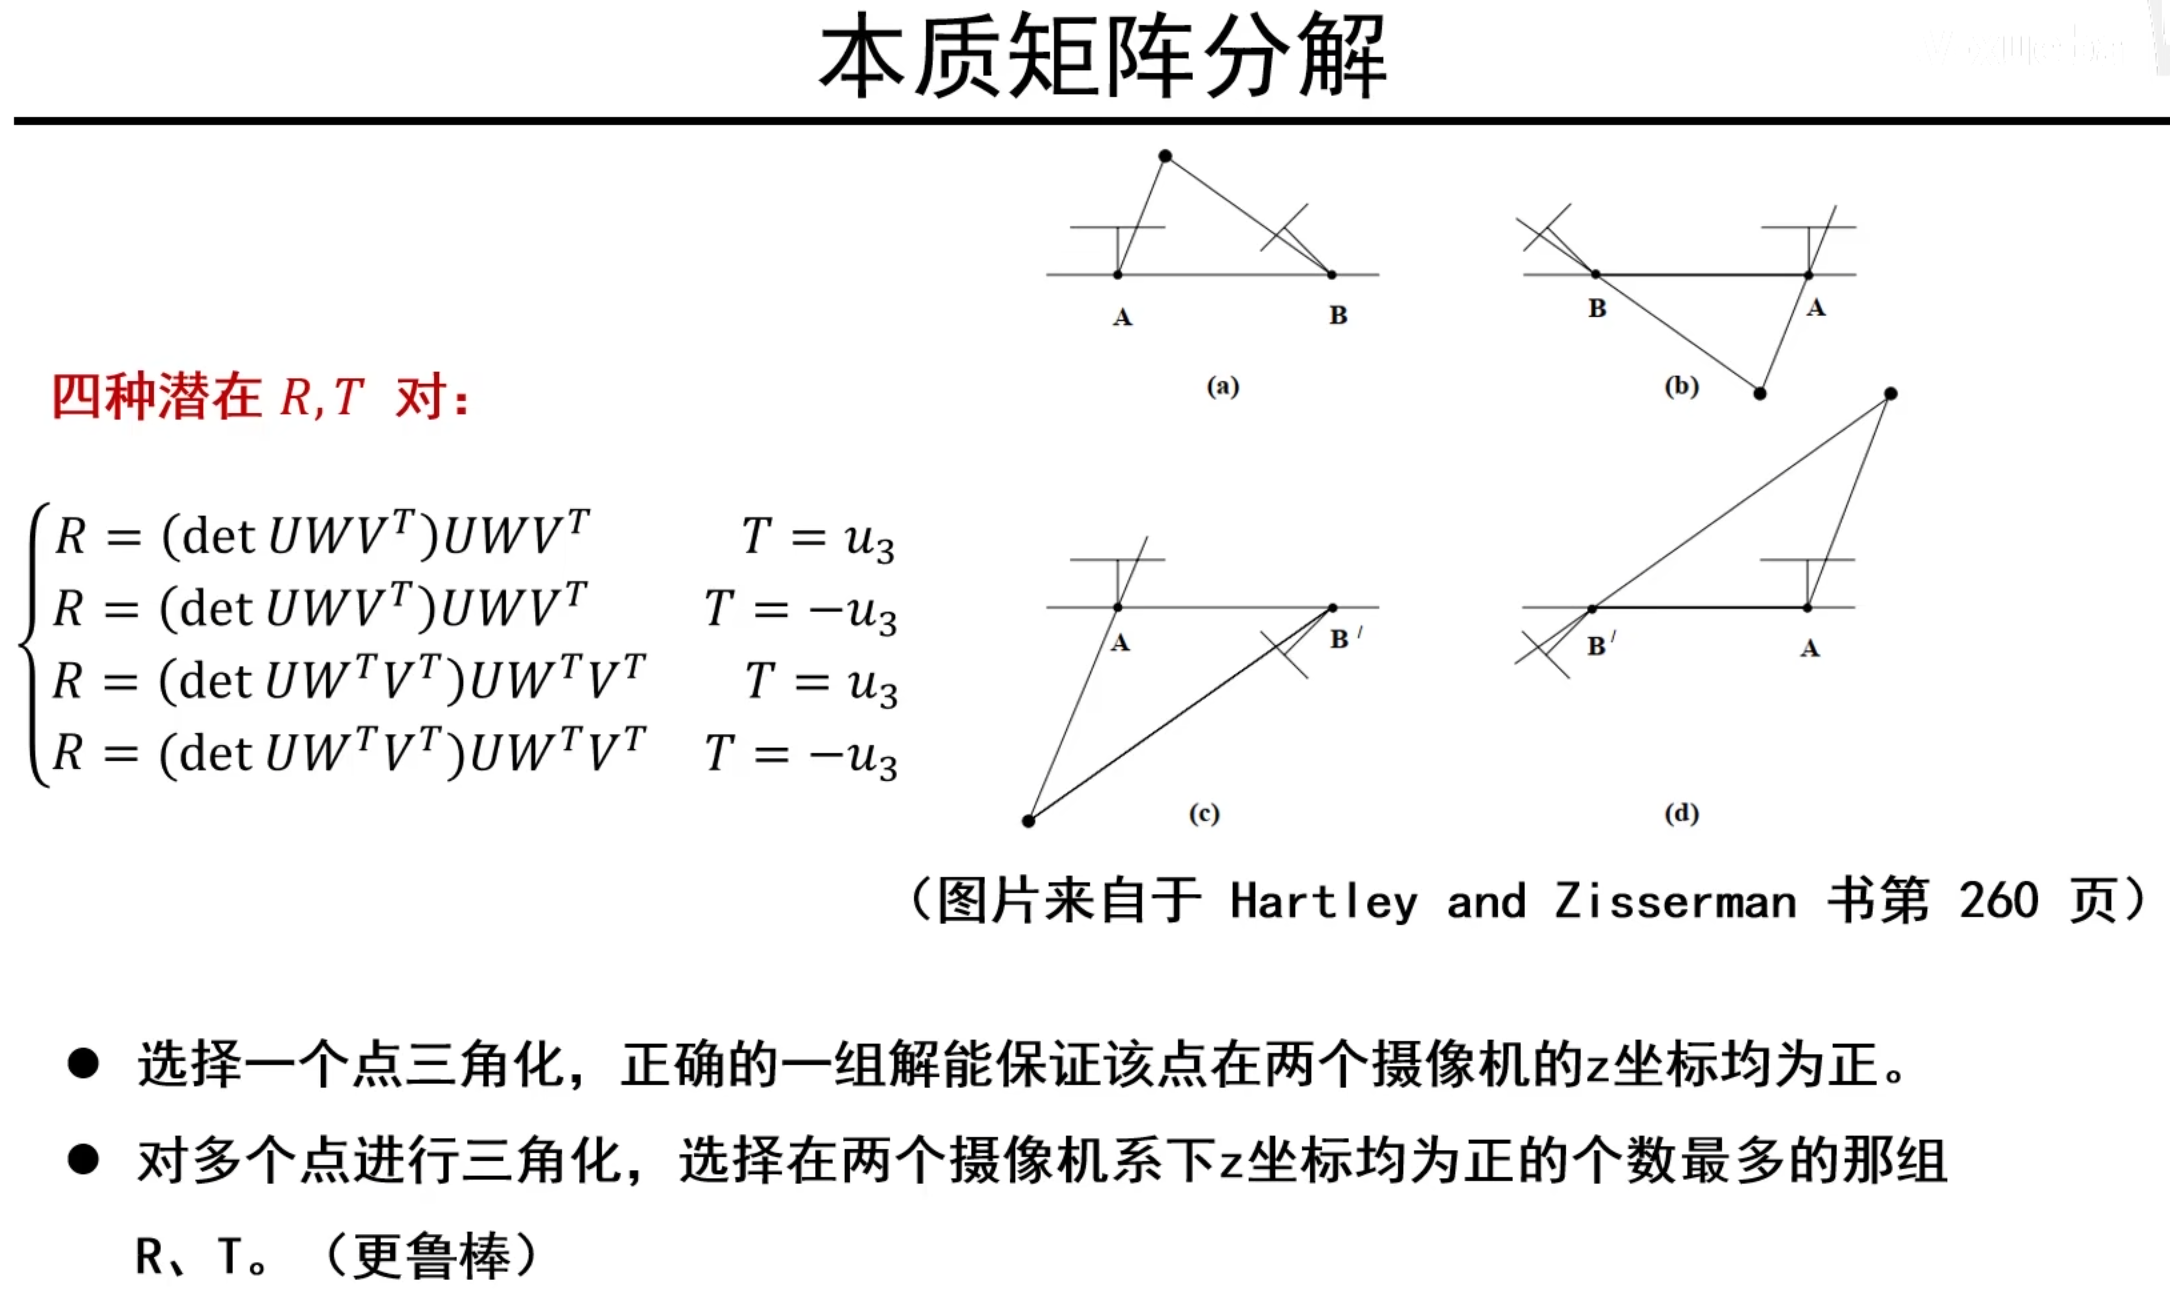 本质矩阵分解
A
B
(a)
B
A
(b)
四种潜在 R,T 对：
R = (det UWV^T)UWV^T T = u_3
R = (det UWV^T)UWV^T T = −u_3
R = (det UW^TV^T)UW^TV^T T = u_3
R = (det UW^TV^T)UW^TV^T T = −u_3
A
B /
(c)
B /
A
(d)
（图片来自于 Hartley and Zisserman 书第 260 页）
● 选择一个点三角化，正确的一组解能保证该点在两个摄像机的z坐标均为正。
● 对多个点进行三角化，选择在两个摄像机系下z坐标均为正的个数最多的那组
R、T。（更鲁棒）